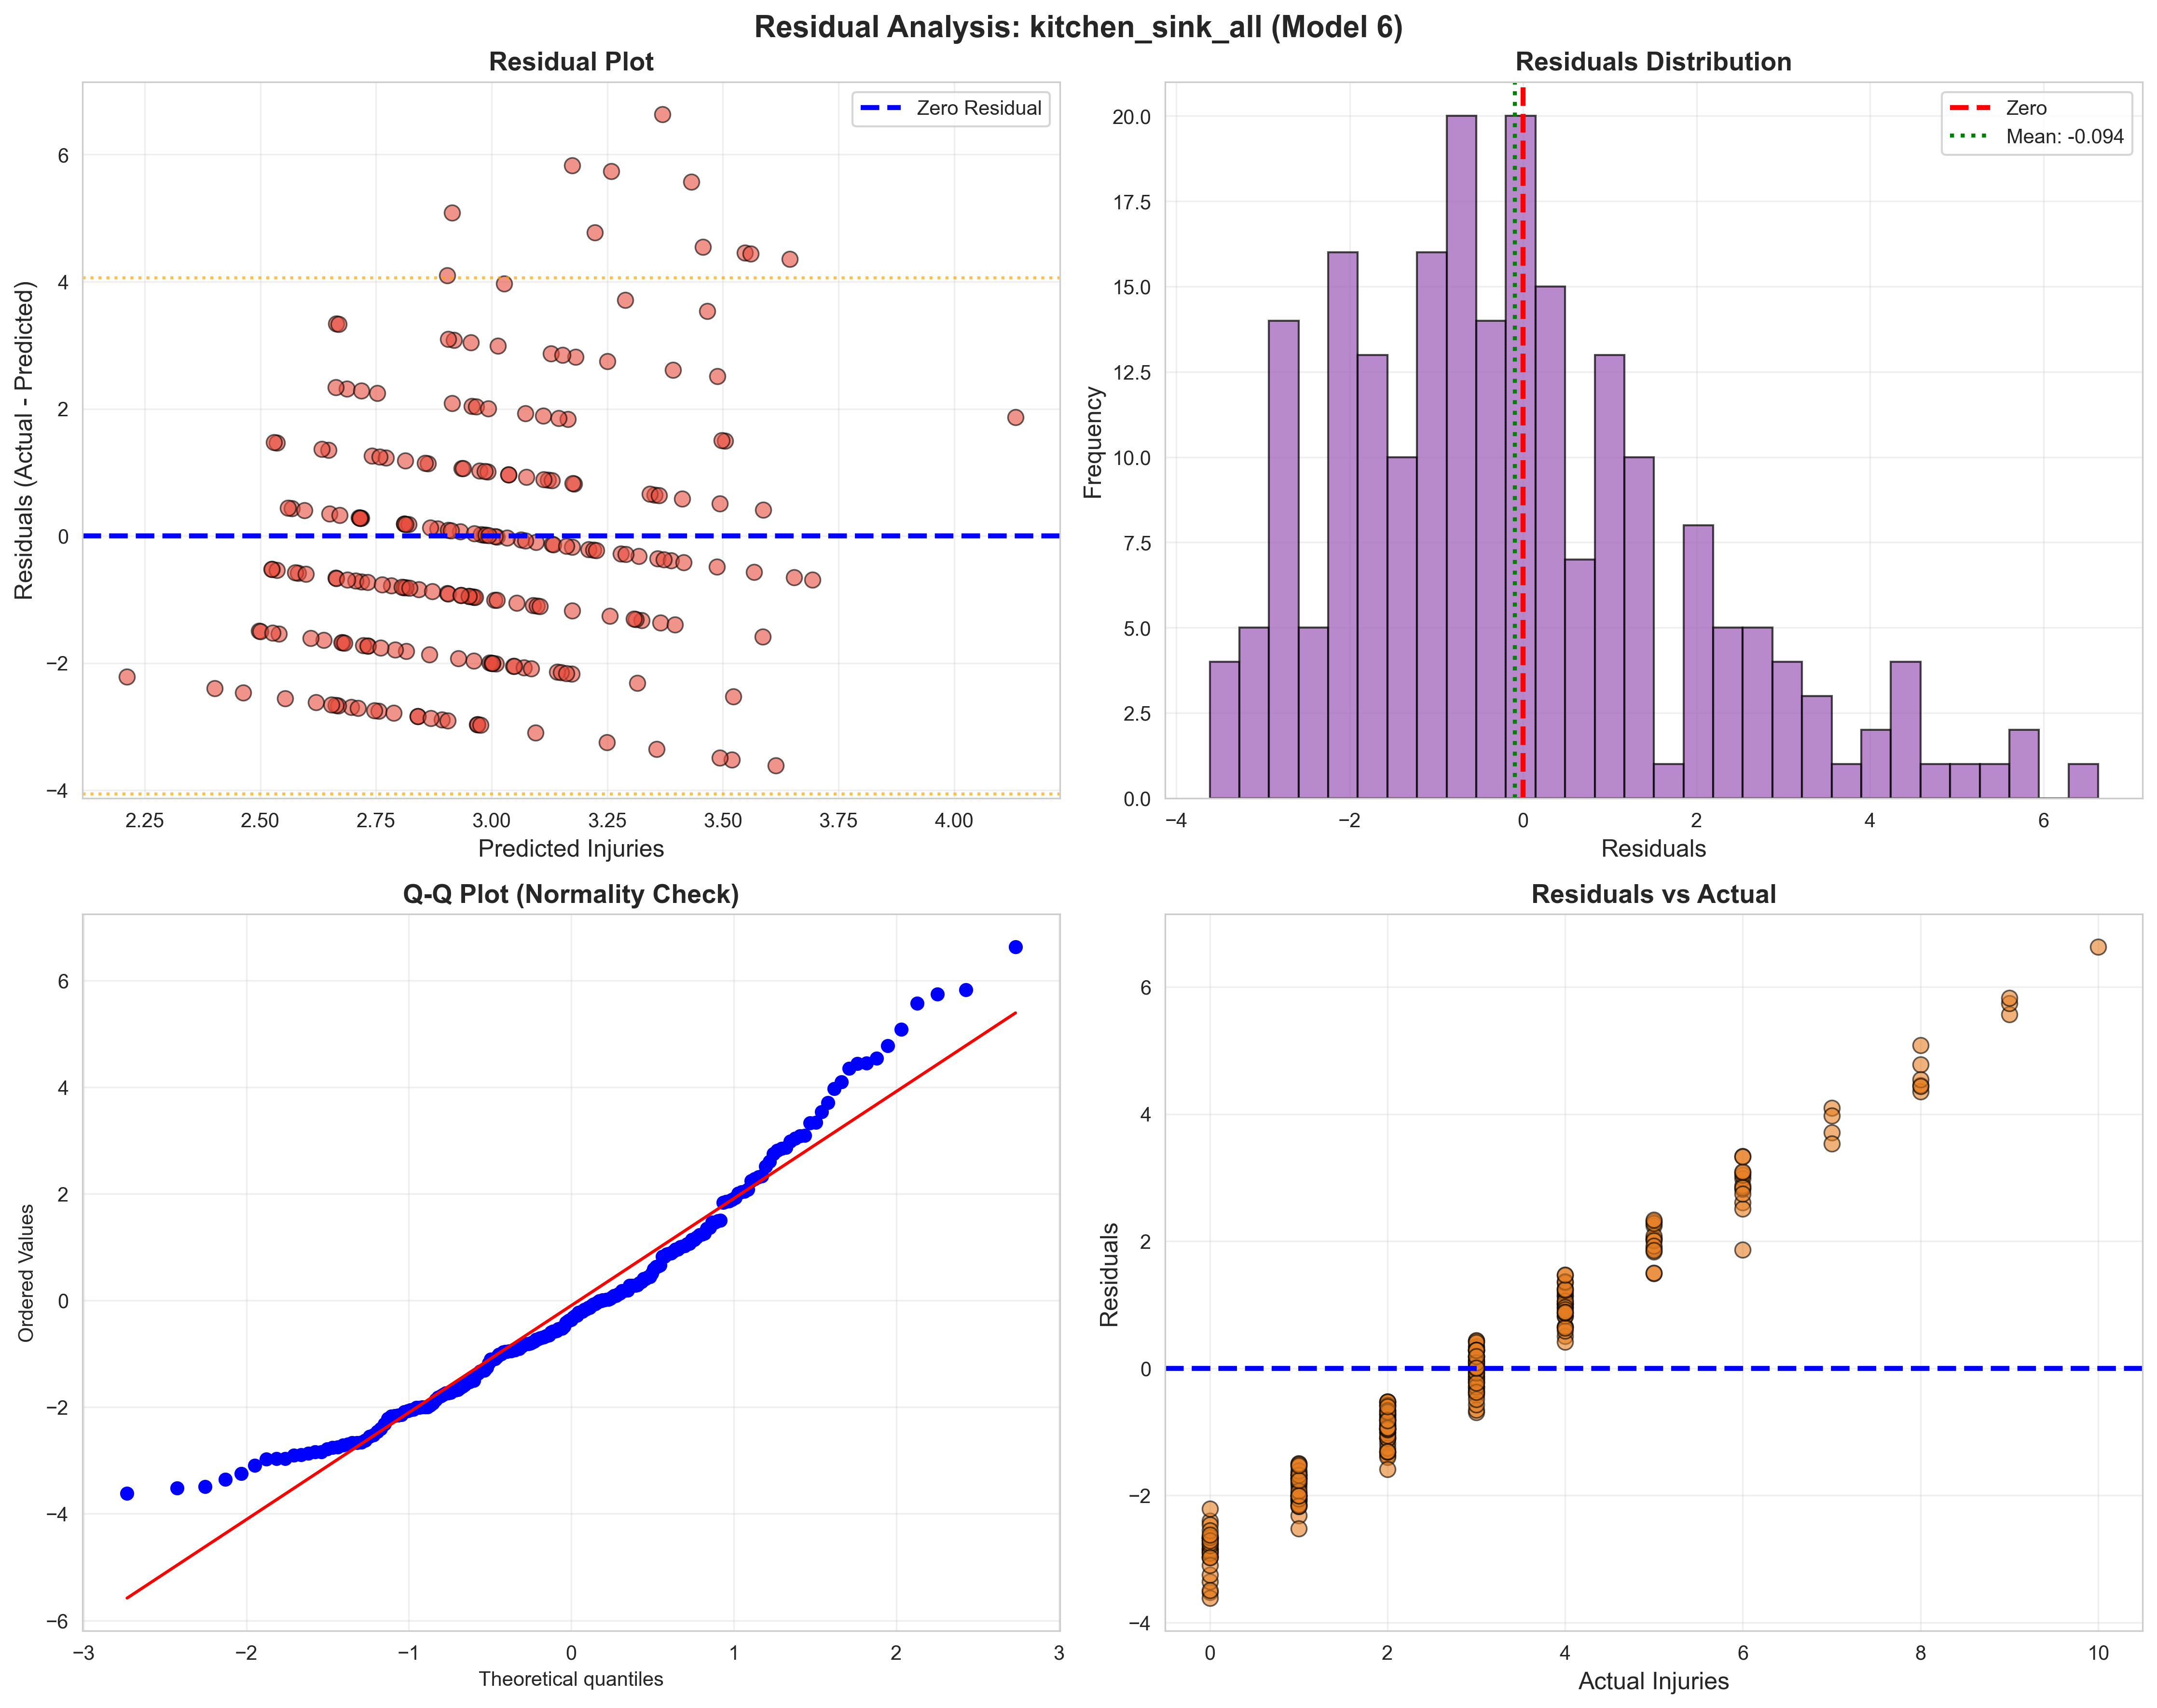 Residual Analysis: kitchen_sink_all (Model 6)
Residual Plot
Zero Residual
Residuals (Actual - Predicted)
6
4
2
0
−2
−4
2.25 2.50 2.75 3.00 3.25 3.50 3.75 4.00
Predicted Injuries
Residuals Distribution
Zero
Mean: -0.094
Frequency
20.0
17.5
15.0
12.5
10.0
7.5
5.0
2.5
0.0
−4 −2 0 2 4 6
Residuals
Q-Q Plot (Normality Check)
Ordered Values
6
4
2
0
−2
−4
−6
−3 −2 −1 0 1 2 3
Theoretical quantiles
Residuals vs Actual
Residuals
6
4
2
0
−2
−4
0 2 4 6 8 10
Actual Injuries